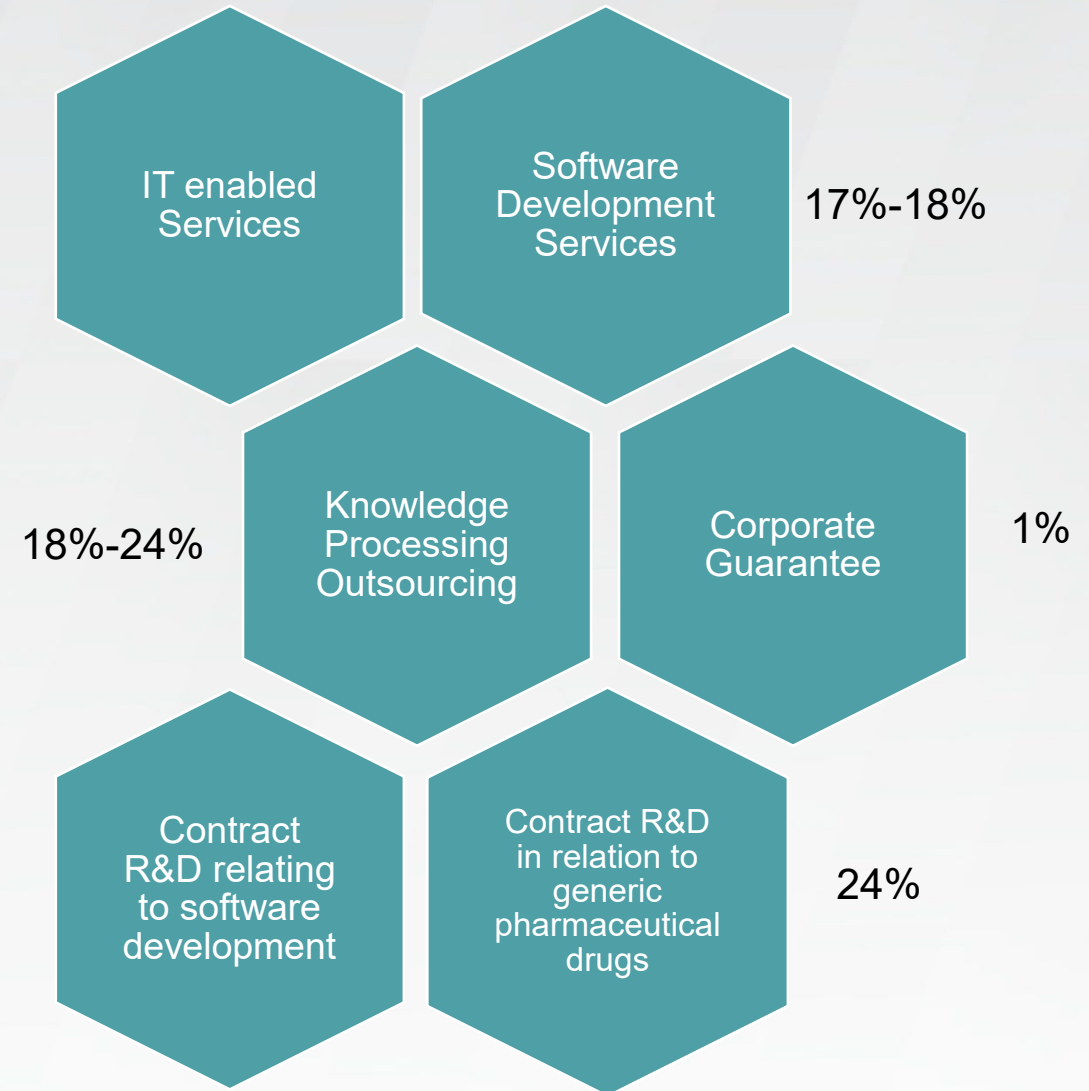 IT enabled
Services
Software
Development
Services
17%-18%
18%-24%
Knowledge
Processing
Outsourcing
Corporate
Guarantee
1%
Contract
R&D relating
to software
development
Contract R&D
in relation to
generic
pharmaceutical
drugs
24%